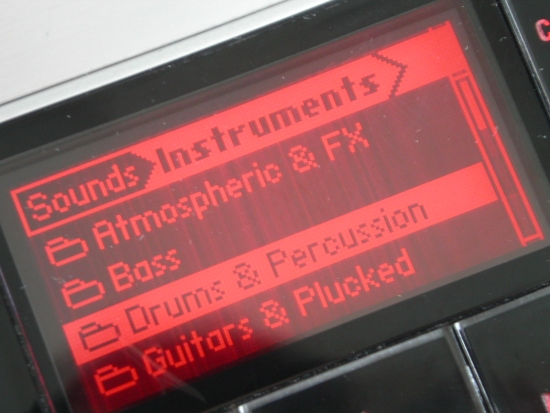 Sounds Instruments
Atmospheric & FX
Bass
Drums & Percussion
Guitars & Plucked